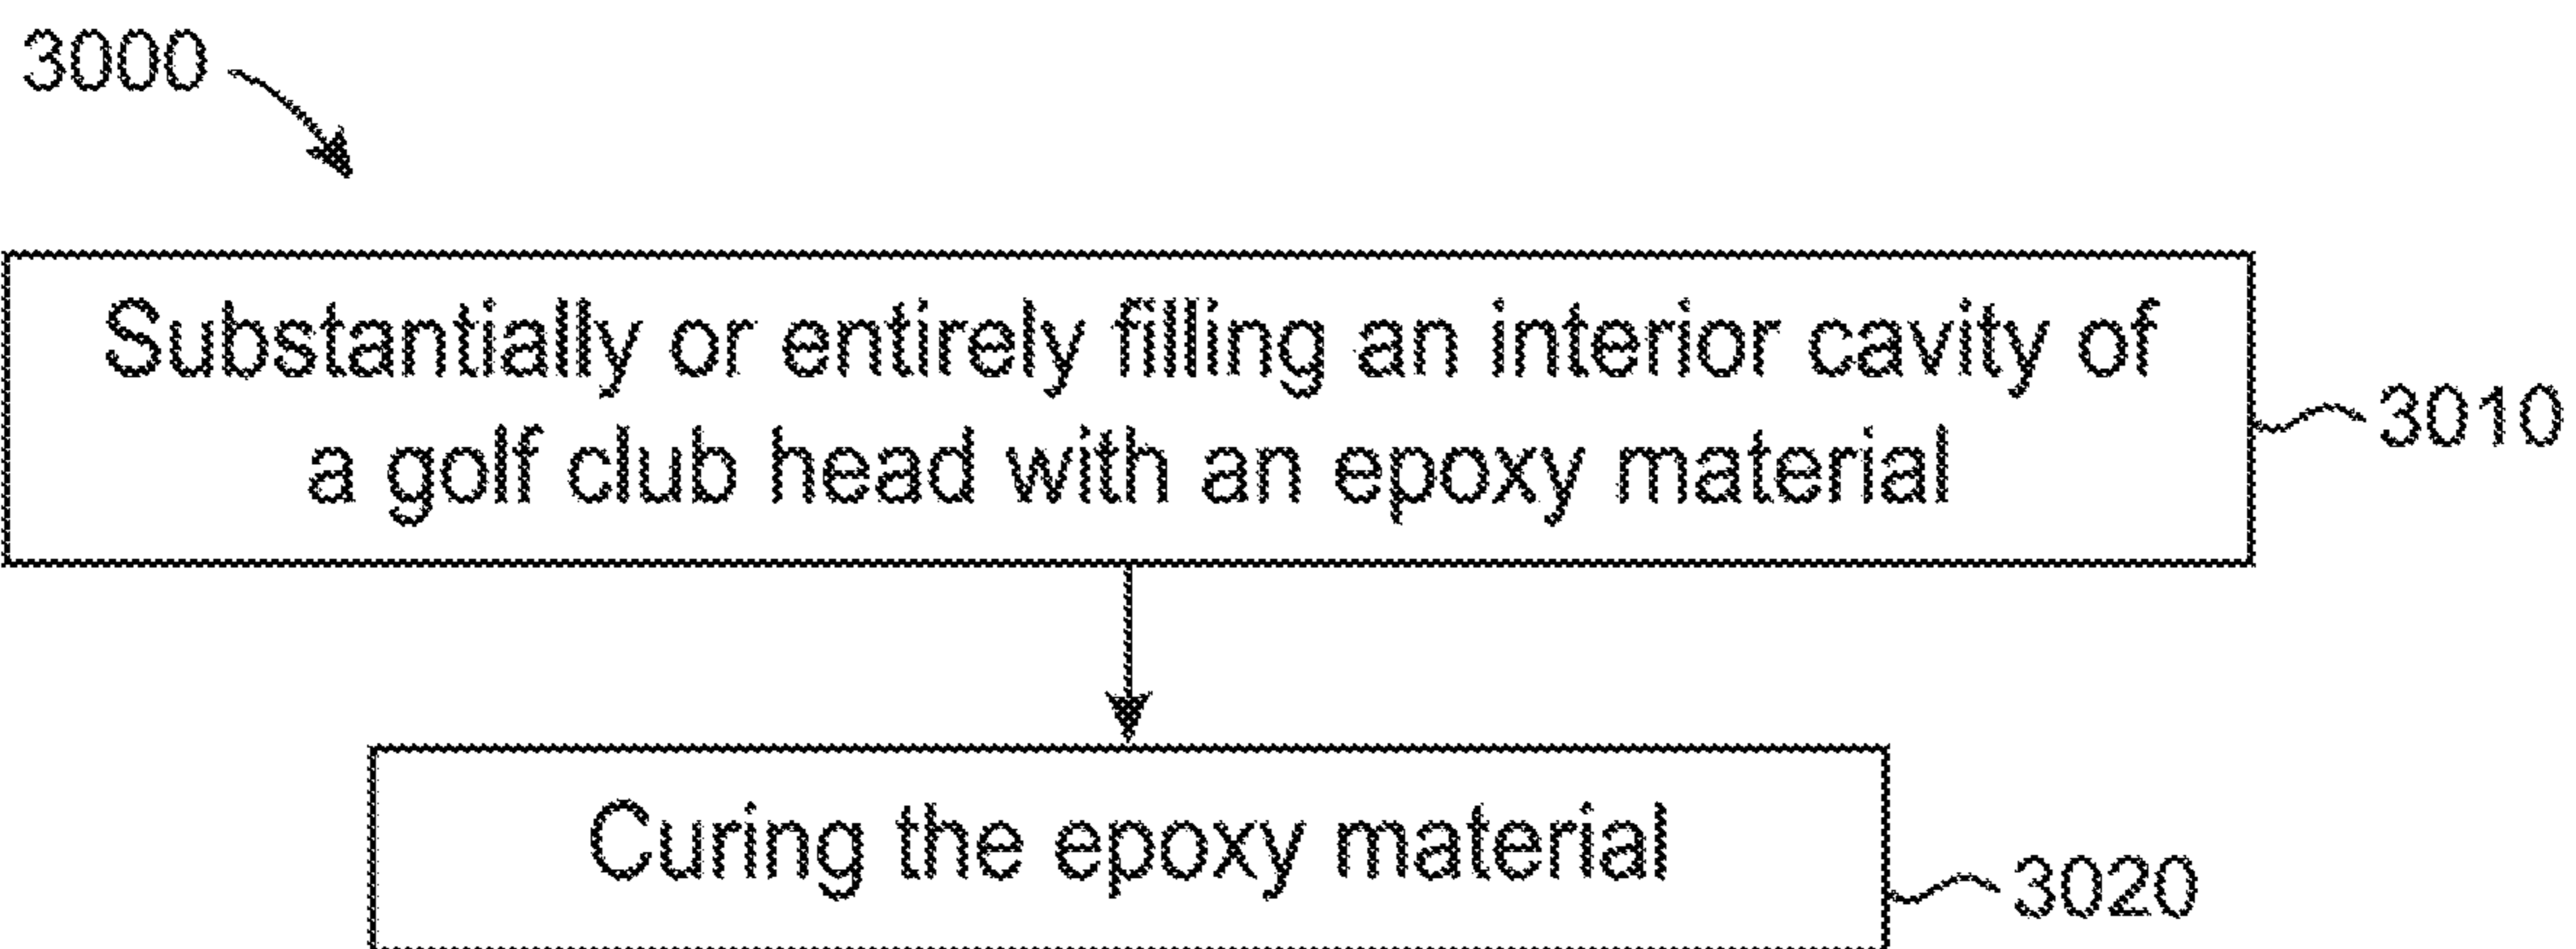 3000
Substantially or entirely filling an interior cavity of
a golf club head with an epoxy material
3010
Curing the epoxy material
3020